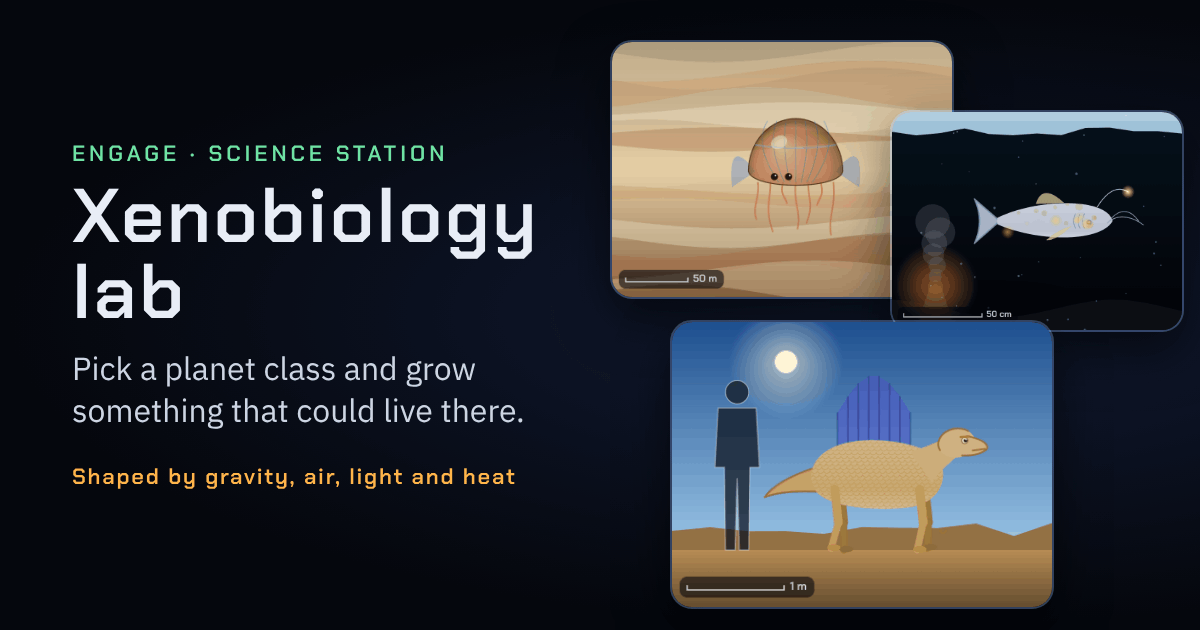 ENGAGE · SCIENCE STATION
Xenobiology
lab
Pick a planet class and grow
something that could live there.
Shaped by gravity, air, light and heat
50 m
50 cm
1 m